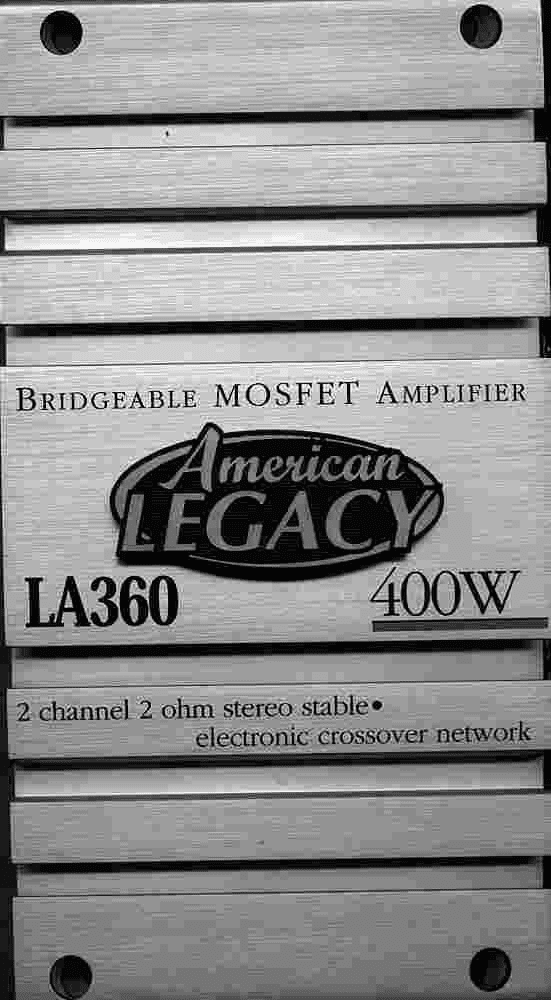 BRIDGEABLE MOSFET AMPLIFIER
American
LEGACY
LA360 400W
2 channel 2 ohm stereo stable•
electronic crossover network